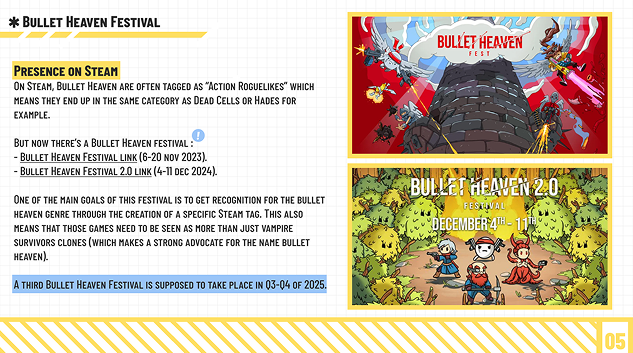 * Bullet Heaven Festival
Presence on Steam
On Steam, Bullet Heaven are often tagged as "Action Roguelikes" which
means they end up in the same category as Dead Cells or Hades for
example.
But now there's a Bullet Heaven festival :
- Bullet Heaven Festival link (6-20 nov 2023).
- Bullet Heaven Festival 2.0 link (4-11 dec 2024).
One of the main goals of this festival is to get recognition for the bullet
heaven genre through the creation of a specific Steam tag. This also
means that those games need to be seen as more than just vampire
survivors clones (which makes a strong advocate for the name bullet
heaven).
A third Bullet Heaven Festival is supposed to take place in Q3-Q4 of 2025.
BULLET HEAVEN
FEST
BULLET HEAVEN 2.0
FESTIVAL
DECEMBER 4TH - 11TH
05